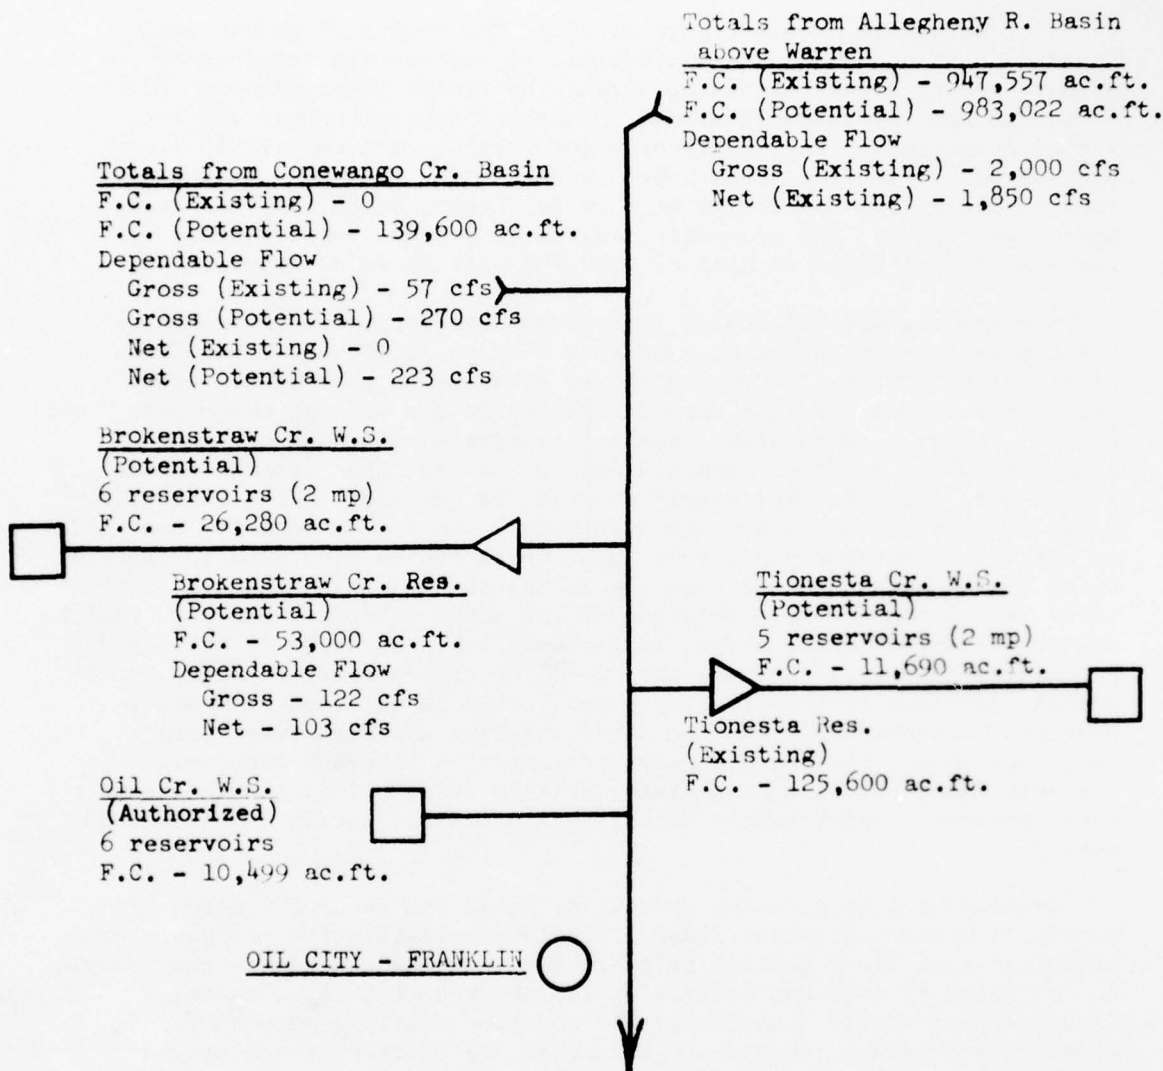 Totals from Allegheny R. Basin
above Warren
F.C. (Existing) - 947,557 ac.ft.
F.C. (Potential) - 983,022 ac.ft.
Dependable Flow
Gross (Existing) - 2,000 cfs
Net (Existing) - 1,850 cfs
Totals from Conewango Cr. Basin
F.C. (Existing) - 0
F.C. (Potential) - 139,600 ac.ft.
Dependable Flow
Gross (Existing) - 57 cfs
Gross (Potential) - 270 cfs
Net (Existing) - 0
Net (Potential) - 223 cfs
Brokenstraw Cr. W.S.
(Potential)
6 reservoirs (2 mp)
F.C. - 26,280 ac.ft.
Brokenstraw Cr. Res.
(Potential)
F.C. - 53,000 ac.ft.
Dependable Flow
Gross - 122 cfs
Net - 103 cfs
Tionesta Cr. W.S.
(Potential)
5 reservoirs (2 mp)
F.C. - 11,690 ac.ft.
Tionesta Res.
(Existing)
F.C. - 125,600 ac.ft.
Oil Cr. W.S.
(Authorized)
6 reservoirs
F.C. - 10,499 ac.ft.
OIL CITY - FRANKLIN